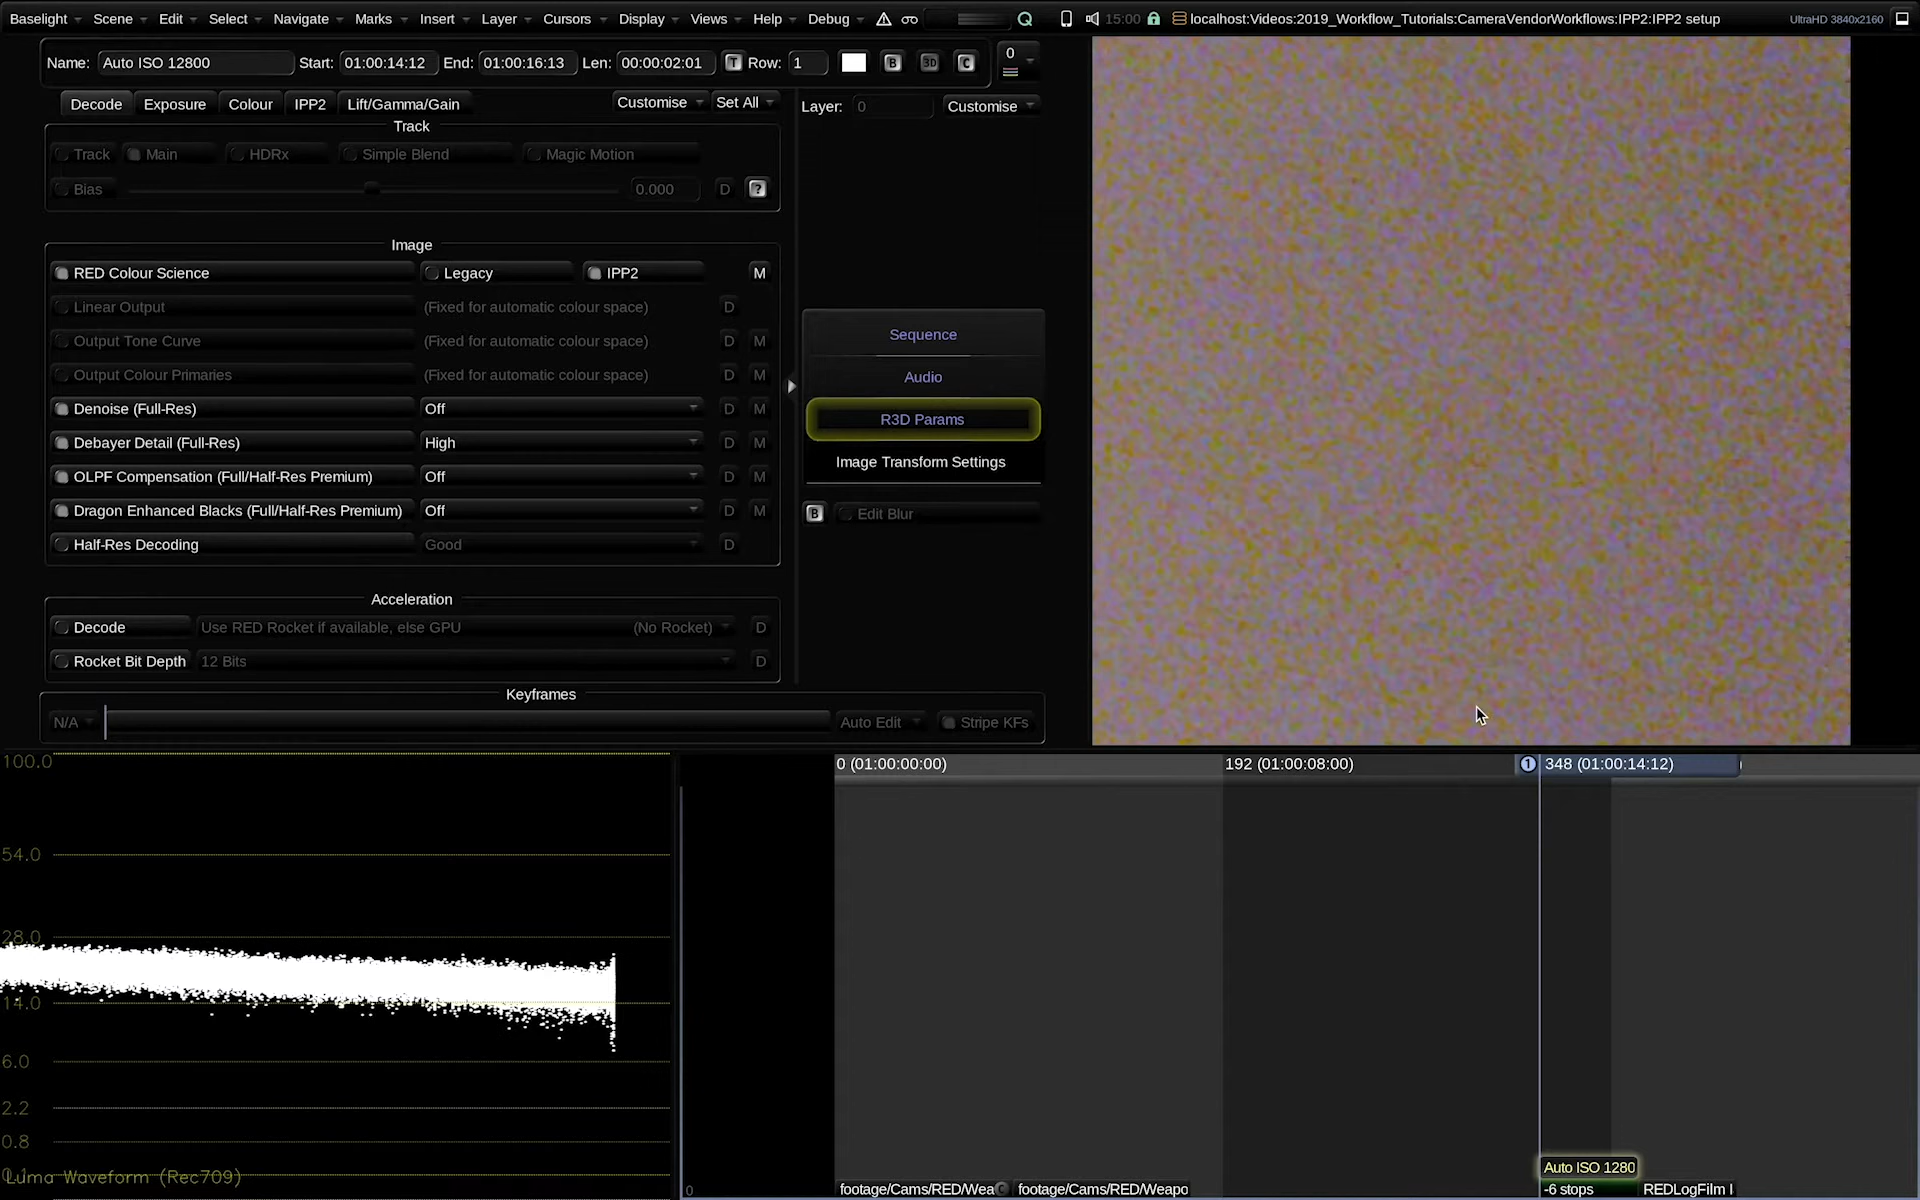 Baselight Scene Edit Select Navigate Marks Insert Layer Cursors Display Views Help Debug 15:00 localhost:Videos:2019_Workflow_Tutorials:CameraVendorWorkflows:IPP2:IPP2 setup UltraHD 3840x2160
Name: Auto ISO 12800 Start: 01:00:14:12 End: 01:00:16:13 Len: 00:00:02:01 T Row: 1 B 3D C 0
Decode Exposure Colour IPP2 Lift/Gamma/Gain Customise Set All Layer: 0 Customise
Track
Track Main HDRx Simple Blend Magic Motion
Bias 0.000 D ?
Image
RED Colour Science Legacy IPP2 M
Linear Output (Fixed for automatic colour space) D
Output Tone Curve (Fixed for automatic colour space) D M
Output Colour Primaries (Fixed for automatic colour space) D M
Denoise (Full-Res) Off D M
Debayer Detail (Full-Res) High D M
OLPF Compensation (Full/Half-Res Premium) Off D M
Dragon Enhanced Blacks (Full/Half-Res Premium) Off D M
Half-Res Decoding Good D
Sequence
Audio
R3D Params
Image Transform Settings
B Edit Blur
Acceleration
Decode Use RED Rocket if available, else GPU (No Rocket) D
Rocket Bit Depth 12 Bits D
Keyframes
N/A Auto Edit Stripe KFs
100.0
54.0
28.0
14.0
6.0
2.2
0.8
0.1
Luma Waveform (Rec709)
0 (01:00:00:00) 192 (01:00:08:00) 1 348 (01:00:14:12)
Auto ISO 1280
0 footage/Cams/RED/Wea C footage/Cams/RED/Weapo -6 stops REDLogFilm I